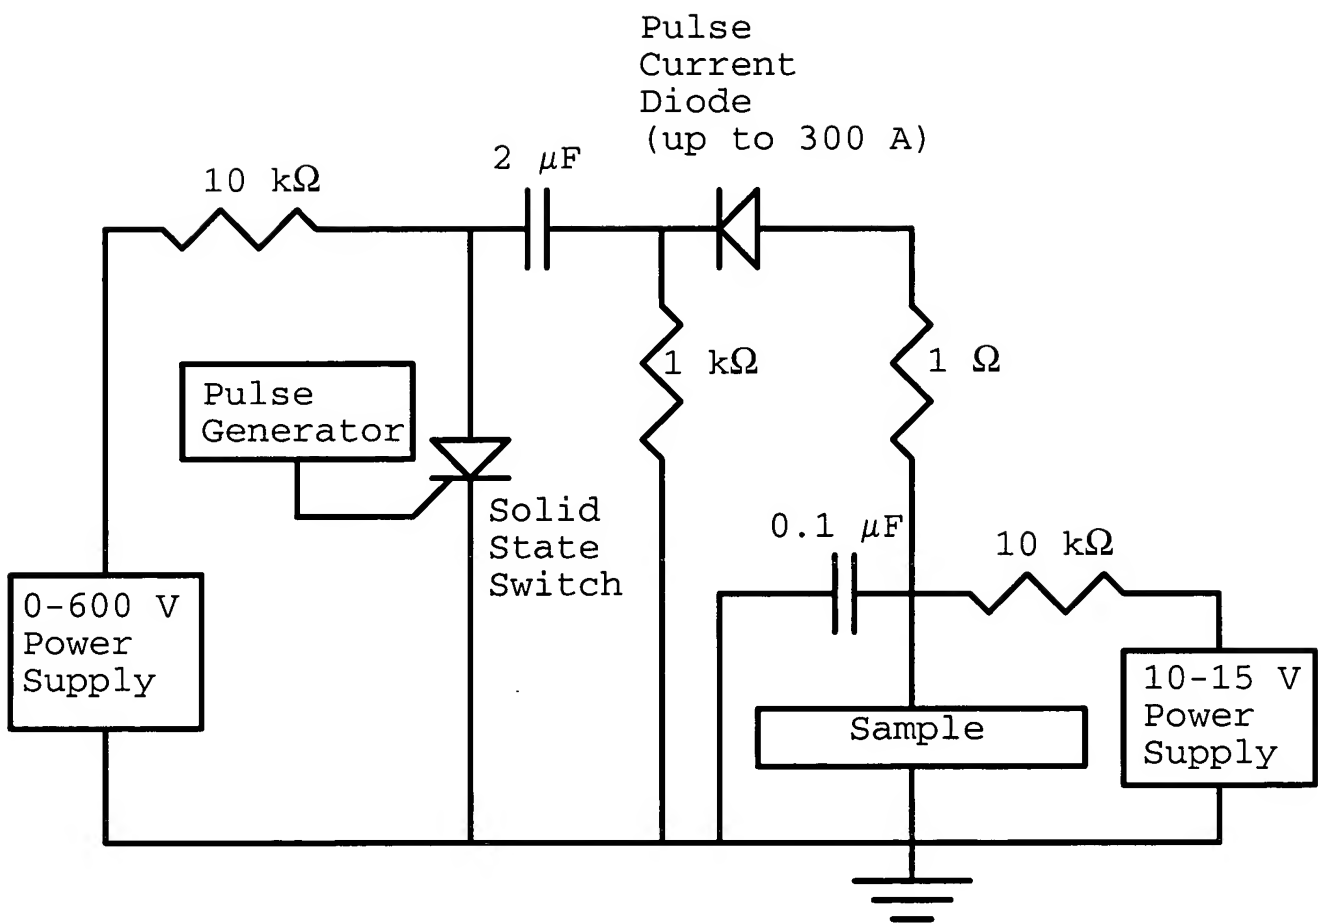 Pulse
Current
Diode
(up to 300 A)
2 μF
10 kΩ
1 kΩ
1 Ω
Pulse
Generator
Solid
State
Switch
0.1 μF
10 kΩ
0-600 V
Power
Supply
10-15 V
Power
Supply
Sample